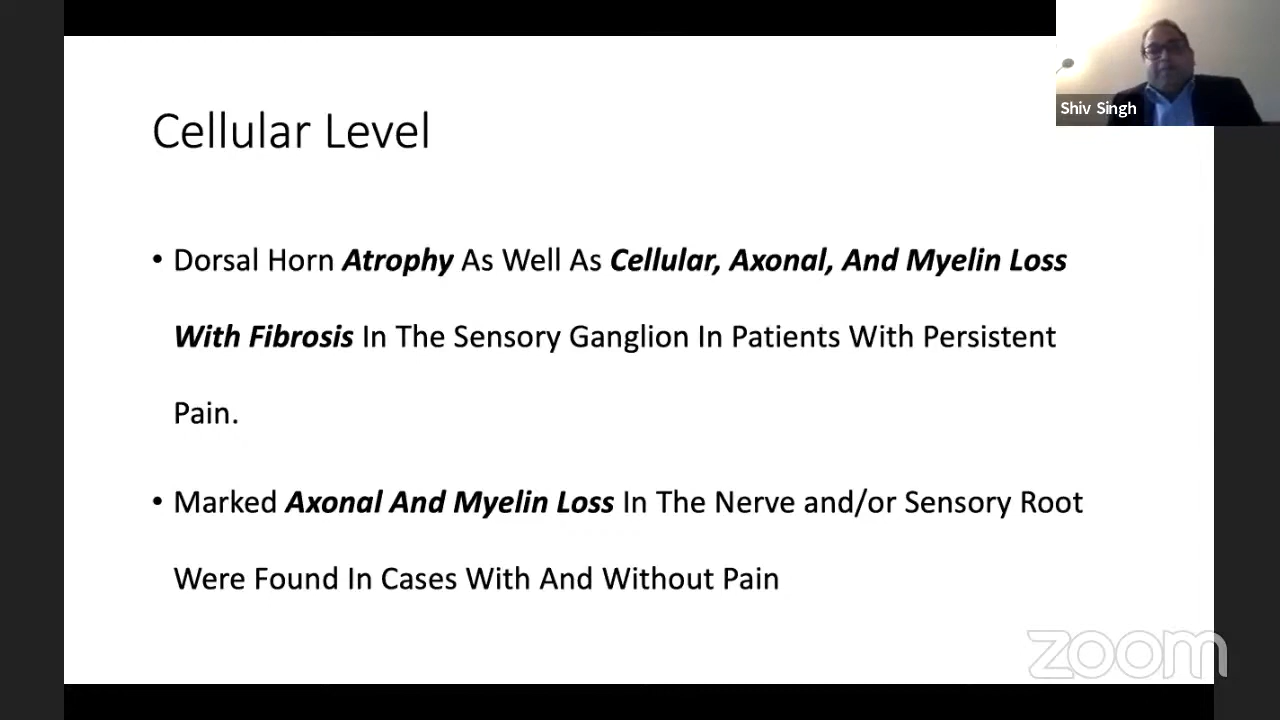 Shiv Singh
Cellular Level
• Dorsal Horn Atrophy As Well As Cellular, Axonal, And Myelin Loss
With Fibrosis In The Sensory Ganglion In Patients With Persistent
Pain.
• Marked Axonal And Myelin Loss In The Nerve and/or Sensory Root
Were Found In Cases With And Without Pain
zoom